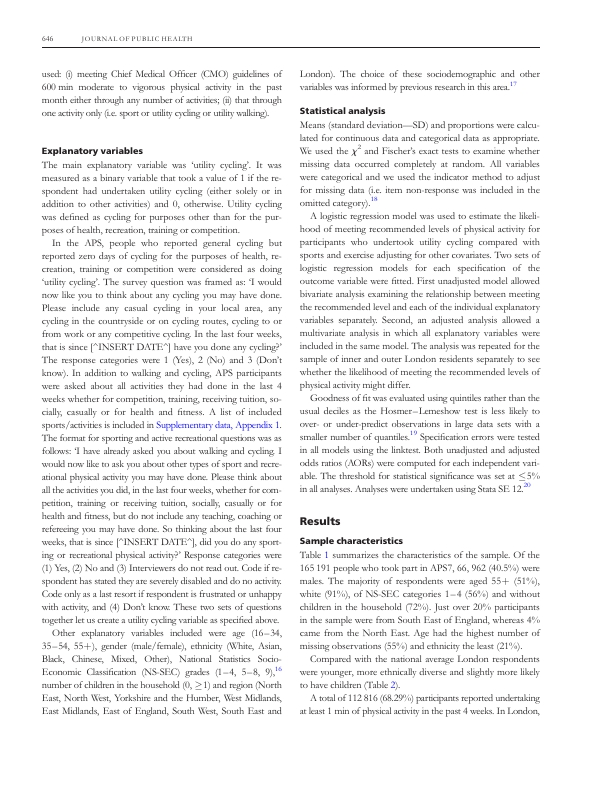 646 JOURNAL OF PUBLIC HEALTH
used: (i) meeting Chief Medical Officer (CMO) guidelines of
600 min moderate to vigorous physical activity in the past
month either through any number of activities; (ii) that through
one activity only (i.e. sport or utility cycling or utility walking).
Explanatory variables
The main explanatory variable was ‘utility cycling’. It was
measured as a binary variable that took a value of 1 if the re-
spondent had undertaken utility cycling (either solely or in
addition to other activities) and 0, otherwise. Utility cycling
was defined as cycling for purposes other than for the pur-
poses of health, recreation, training or competition.
In the APS, people who reported general cycling but
reported zero days of cycling for the purposes of health, re-
creation, training or competition were considered as doing
‘utility cycling’. The survey question was framed as: ‘I would
now like you to think about any cycling you may have done.
Please include any casual cycling in your local area, any
cycling in the countryside or on cycling routes, cycling to or
from work or any competitive cycling. In the last four weeks,
that is since [^INSERT DATE^] have you done any cycling?’
The response categories were 1 (Yes), 2 (No) and 3 (Don’t
know). In addition to walking and cycling, APS participants
were asked about all activities they had done in the last 4
weeks whether for competition, training, receiving tuition, so-
cially, casually or for health and fitness. A list of included
sports/activities is included in Supplementary data, Appendix 1.
The format for sporting and active recreational questions was as
follows: ‘I have already asked you about walking and cycling. I
would now like to ask you about other types of sport and recre-
ational physical activity you may have done. Please think about
all the activities you did, in the last four weeks, whether for com-
petition, training or receiving tuition, socially, casually or for
health and fitness, but do not include any teaching, coaching or
refereeing you may have done. So thinking about the last four
weeks, that is since [^INSERT DATE^], did you do any sport-
ing or recreational physical activity?’ Response categories were
(1) Yes, (2) No and (3) Interviewers do not read out. Code if re-
spondent has stated they are severely disabled and do no activity.
Code only as a last resort if respondent is frustrated or unhappy
with activity, and (4) Don’t know. These two sets of questions
together let us create a utility cycling variable as specified above.
Other explanatory variables included were age (16–34,
35–54, 55+), gender (male/female), ethnicity (White, Asian,
Black, Chinese, Mixed, Other), National Statistics Socio-
Economic Classification (NS-SEC) grades (1–4, 5–8, 9),16
number of children in the household (0, ≥1) and region (North
East, North West, Yorkshire and the Humber, West Midlands,
East Midlands, East of England, South West, South East and
London). The choice of these sociodemographic and other
variables was informed by previous research in this area.17
Statistical analysis
Means (standard deviation—SD) and proportions were calcu-
lated for continuous data and categorical data as appropriate.
We used the χ2 and Fischer’s exact tests to examine whether
missing data occurred completely at random. All variables
were categorical and we used the indicator method to adjust
for missing data (i.e. item non-response was included in the
omitted category).18
A logistic regression model was used to estimate the likeli-
hood of meeting recommended levels of physical activity for
participants who undertook utility cycling compared with
sports and exercise adjusting for other covariates. Two sets of
logistic regression models for each specification of the
outcome variable were fitted. First unadjusted model allowed
bivariate analysis examining the relationship between meeting
the recommended level and each of the individual explanatory
variables separately. Second, an adjusted analysis allowed a
multivariate analysis in which all explanatory variables were
included in the same model. The analysis was repeated for the
sample of inner and outer London residents separately to see
whether the likelihood of meeting the recommended levels of
physical activity might differ.
Goodness of fit was evaluated using quintiles rather than the
usual deciles as the Hosmer–Lemeshow test is less likely to
over- or under-predict observations in large data sets with a
smaller number of quantiles.19 Specification errors were tested
in all models using the linktest. Both unadjusted and adjusted
odds ratios (AORs) were computed for each independent vari-
able. The threshold for statistical significance was set at ≤5%
in all analyses. Analyses were undertaken using Stata SE 12.20
Results
Sample characteristics
Table 1 summarizes the characteristics of the sample. Of the
165 191 people who took part in APS7, 66, 962 (40.5%) were
males. The majority of respondents were aged 55+ (51%),
white (91%), of NS-SEC categories 1–4 (56%) and without
children in the household (72%). Just over 20% participants
in the sample were from South East of England, whereas 4%
came from the North East. Age had the highest number of
missing observations (55%) and ethnicity the least (21%).
Compared with the national average London respondents
were younger, more ethnically diverse and slightly more likely
to have children (Table 2).
A total of 112 816 (68.29%) participants reported undertaking
at least 1 min of physical activity in the past 4 weeks. In London,